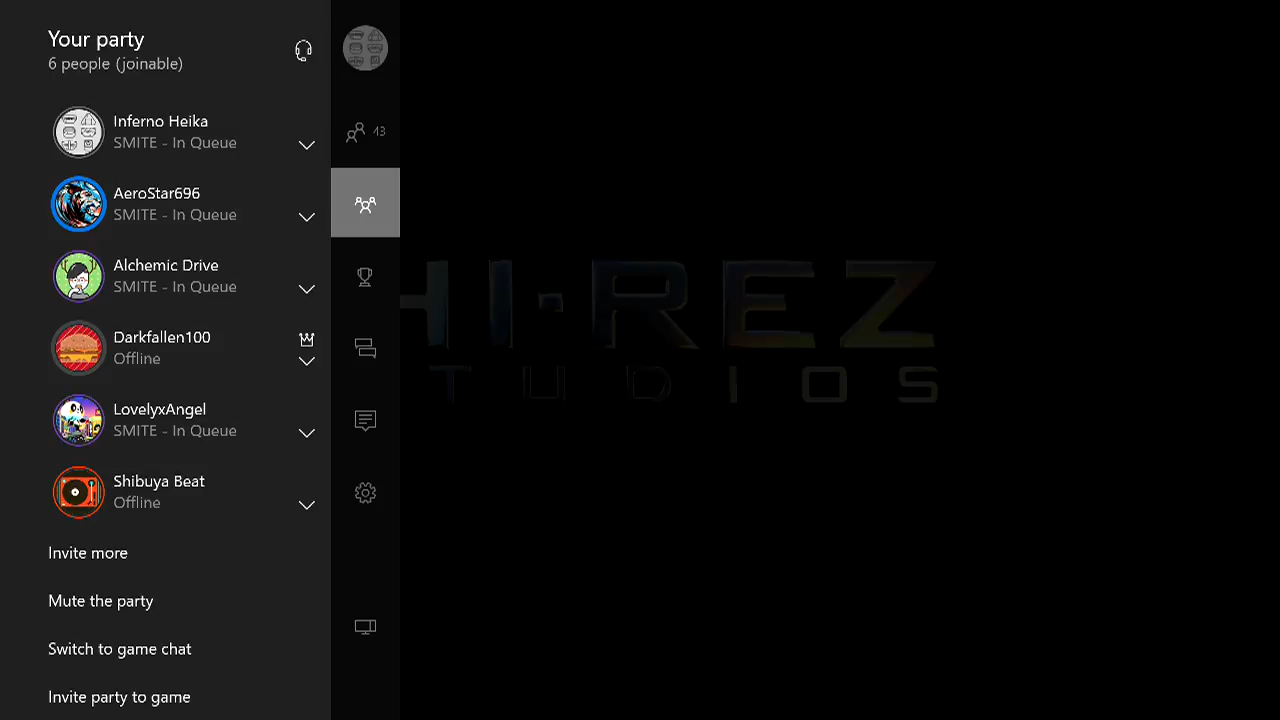 Your party
6 people (joinable)
Inferno Heika
SMITE - In Queue
AeroStar696
SMITE - In Queue
Alchemic Drive
SMITE - In Queue
Darkfallen100
Offline
LovelyxAngel
SMITE - In Queue
Shibuya Beat
Offline
Invite more
Mute the party
Switch to game chat
Invite party to game
43
HI-REZ
TUDIOS